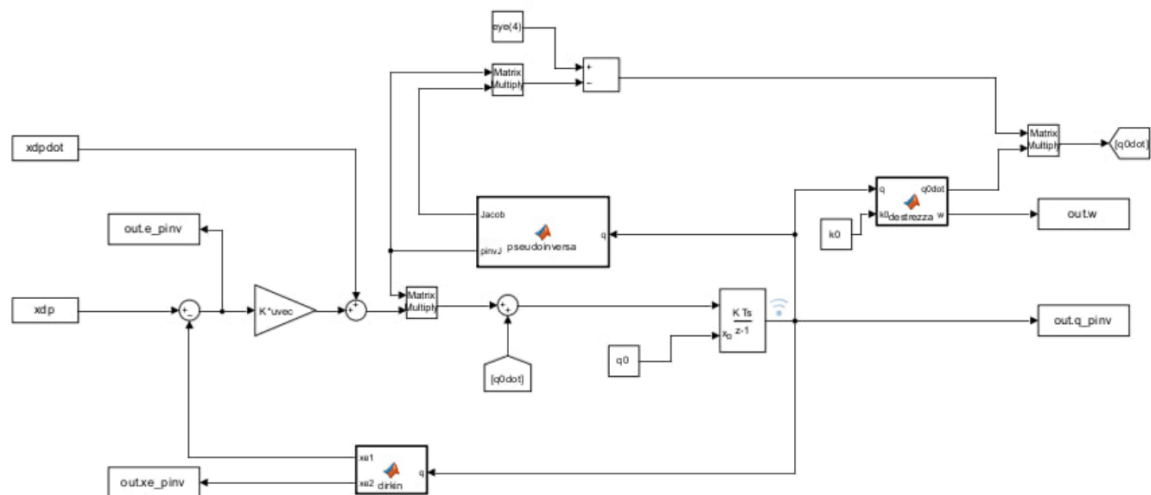 eye(4)
+
−
Matrix
Multiply
Matrix
Multiply
[q0dot]
xdpdot
q
q0dot
k0
w
destrezza
out.w
Jacob
pinvJ
q
pseudoinversa
k0
out.e_pinv
xdp
+
−
K*uvec
+
+
Matrix
Multiply
+
+
K Ts
z-1
xo
out.q_pinv
q0
[q0dot]
xe1
xe2
q
dirkin
out.xe_pinv